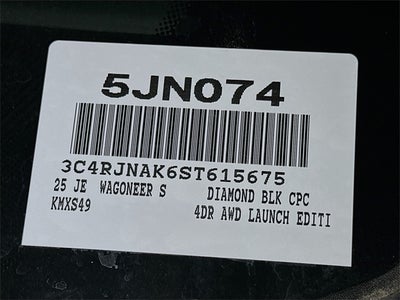 5JN074
3C4RJNAK6ST615675
25 JE WAGONEER S DIAMOND BLK CPC
KMXS49 4DR AWD LAUNCH EDITI